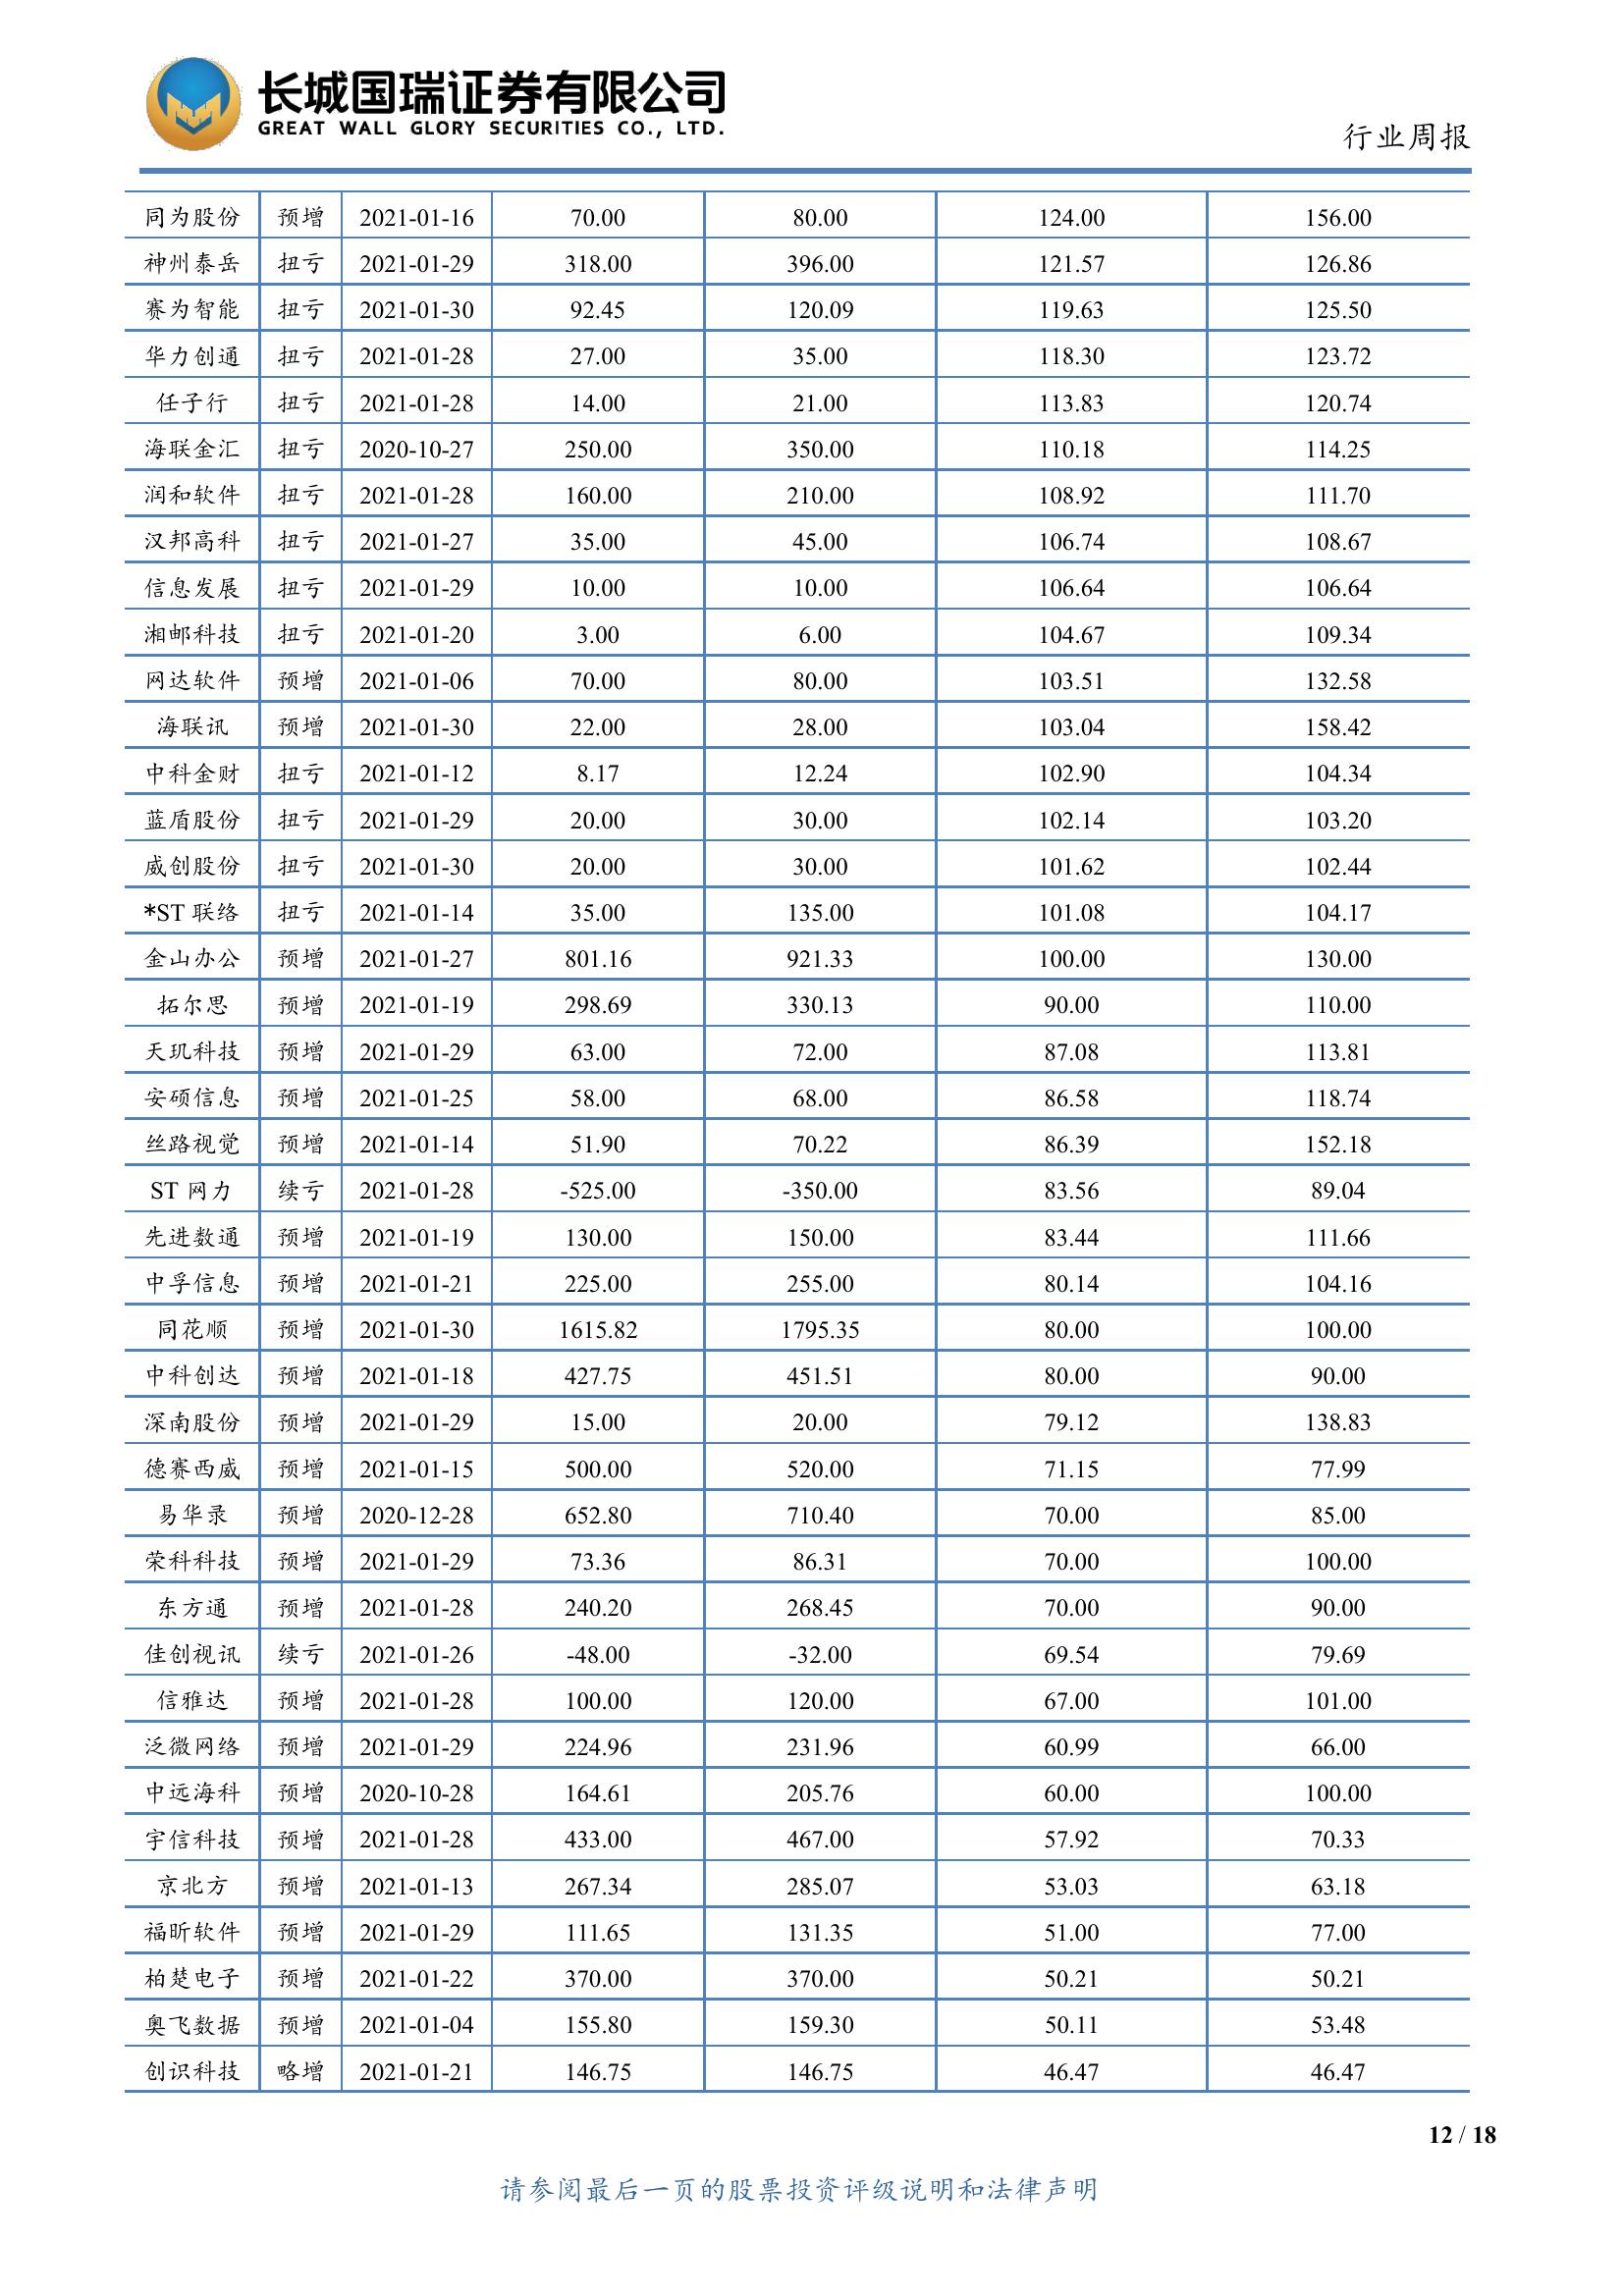 长城国瑞证券有限公司
GREAT WALL GLORY SECURITIES CO., LTD.
行业周报
同为股份 预增 2021-01-16 70.00 80.00 124.00 156.00
神州泰岳 扭亏 2021-01-29 318.00 396.00 121.57 126.86
赛为智能 扭亏 2021-01-30 92.45 120.09 119.63 125.50
华力创通 扭亏 2021-01-28 27.00 35.00 118.30 123.72
任子行 扭亏 2021-01-28 14.00 21.00 113.83 120.74
海联金汇 扭亏 2020-10-27 250.00 350.00 110.18 114.25
润和软件 扭亏 2021-01-28 160.00 210.00 108.92 111.70
汉邦高科 扭亏 2021-01-27 35.00 45.00 106.74 108.67
信息发展 扭亏 2021-01-29 10.00 10.00 106.64 106.64
湘邮科技 扭亏 2021-01-20 3.00 6.00 104.67 109.34
网达软件 预增 2021-01-06 70.00 80.00 103.51 132.58
海联讯 预增 2021-01-30 22.00 28.00 103.04 158.42
中科金财 扭亏 2021-01-12 8.17 12.24 102.90 104.34
蓝盾股份 扭亏 2021-01-29 20.00 30.00 102.14 103.20
威创股份 扭亏 2021-01-30 20.00 30.00 101.62 102.44
*ST 联络 扭亏 2021-01-14 35.00 135.00 101.08 104.17
金山办公 预增 2021-01-27 801.16 921.33 100.00 130.00
拓尔思 预增 2021-01-19 298.69 330.13 90.00 110.00
天玑科技 预增 2021-01-29 63.00 72.00 87.08 113.81
安硕信息 预增 2021-01-25 58.00 68.00 86.58 118.74
丝路视觉 预增 2021-01-14 51.90 70.22 86.39 152.18
ST 网力 续亏 2021-01-28 -525.00 -350.00 83.56 89.04
先进数通 预增 2021-01-19 130.00 150.00 83.44 111.66
中孚信息 预增 2021-01-21 225.00 255.00 80.14 104.16
同花顺 预增 2021-01-30 1615.82 1795.35 80.00 100.00
中科创达 预增 2021-01-18 427.75 451.51 80.00 90.00
深南股份 预增 2021-01-29 15.00 20.00 79.12 138.83
德赛西威 预增 2021-01-15 500.00 520.00 71.15 77.99
易华录 预增 2020-12-28 652.80 710.40 70.00 85.00
荣科科技 预增 2021-01-29 73.36 86.31 70.00 100.00
东方通 预增 2021-01-28 240.20 268.45 70.00 90.00
佳创视讯 续亏 2021-01-26 -48.00 -32.00 69.54 79.69
信雅达 预增 2021-01-28 100.00 120.00 67.00 101.00
泛微网络 预增 2021-01-29 224.96 231.96 60.99 66.00
中远海科 预增 2020-10-28 164.61 205.76 60.00 100.00
宇信科技 预增 2021-01-28 433.00 467.00 57.92 70.33
京北方 预增 2021-01-13 267.34 285.07 53.03 63.18
福昕软件 预增 2021-01-29 111.65 131.35 51.00 77.00
柏楚电子 预增 2021-01-22 370.00 370.00 50.21 50.21
奥飞数据 预增 2021-01-04 155.80 159.30 50.11 53.48
创识科技 略增 2021-01-21 146.75 146.75 46.47 46.47
12 / 18
请参阅最后一页的股票投资评级说明和法律声明